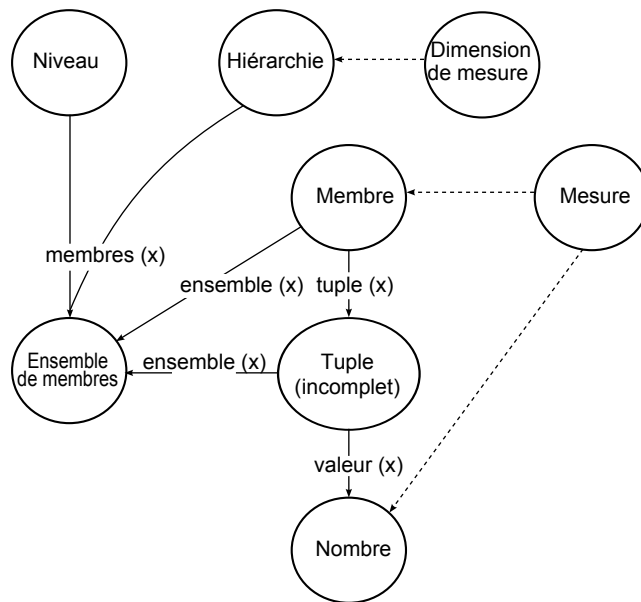 Niveau
Hiérarchie
Dimension
de mesure
Membre
Mesure
membres (x)
ensemble (x)
tuple (x)
Ensemble
de membres
ensemble (x)
Tuple
(incomplet)
valeur (x)
Nombre